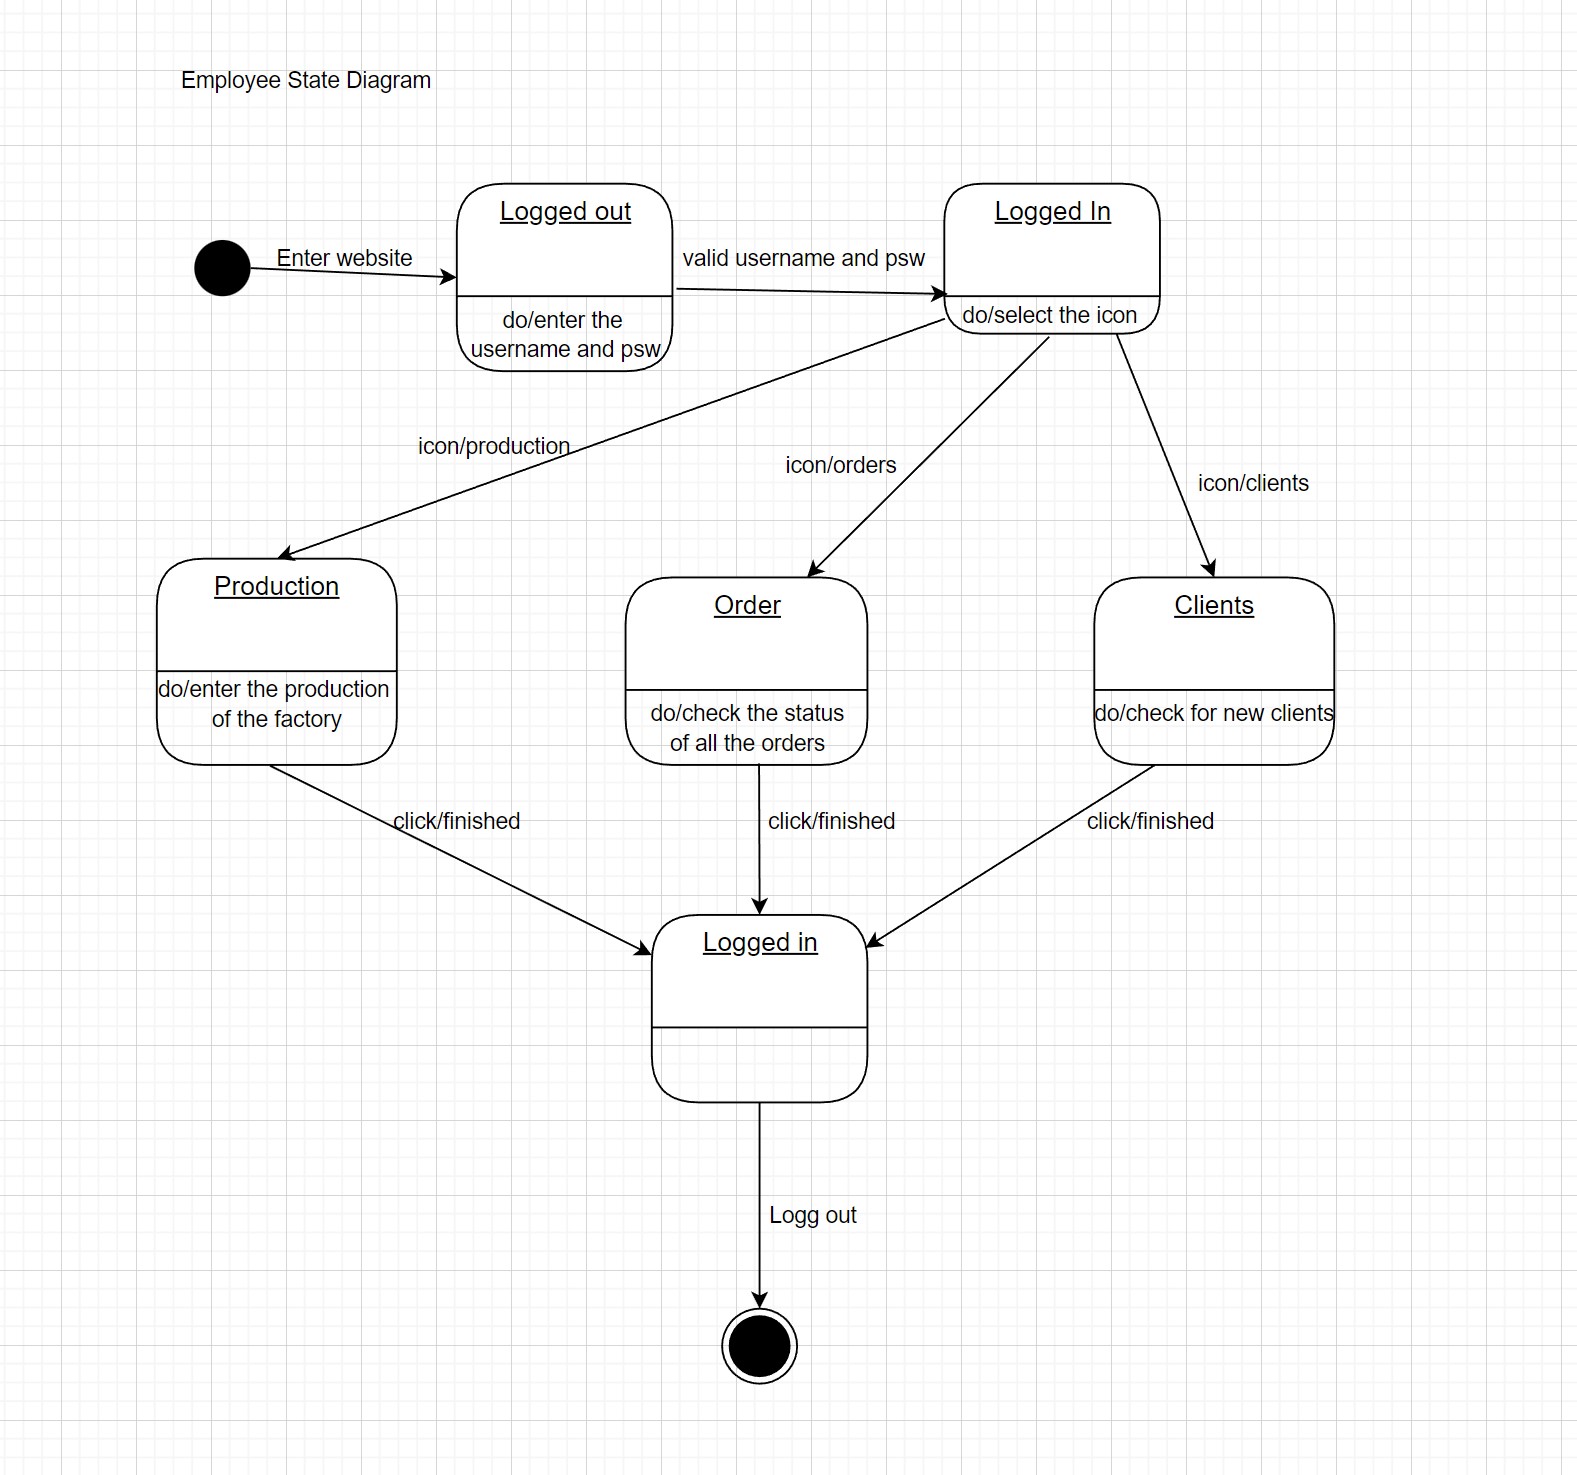 Employee State Diagram
Logged out
Logged In
Enter website
valid username and psw
do/enter the
username and psw
do/select the icon
icon/production
icon/orders
icon/clients
Production
Order
Clients
do/enter the production
of the factory
do/check the status
of all the orders
do/check for new clients
click/finished
click/finished
click/finished
Logged in
Logg out